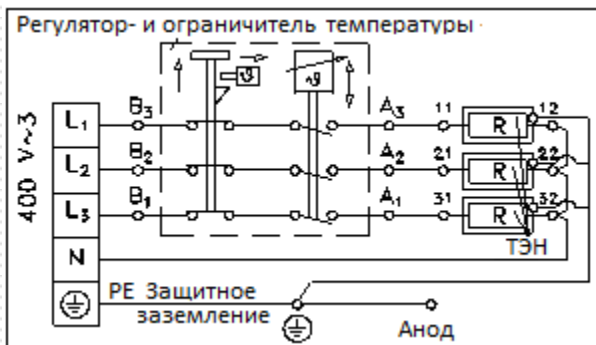 Регулятор- и ограничитель температуры
400 V~3
L1 B3 ϑ ϑ A3 11 R 12
L2 B2 A2 21 R 22
L3 B1 A1 31 R 32
N
ТЭН
PE Защитное
заземление
Анод